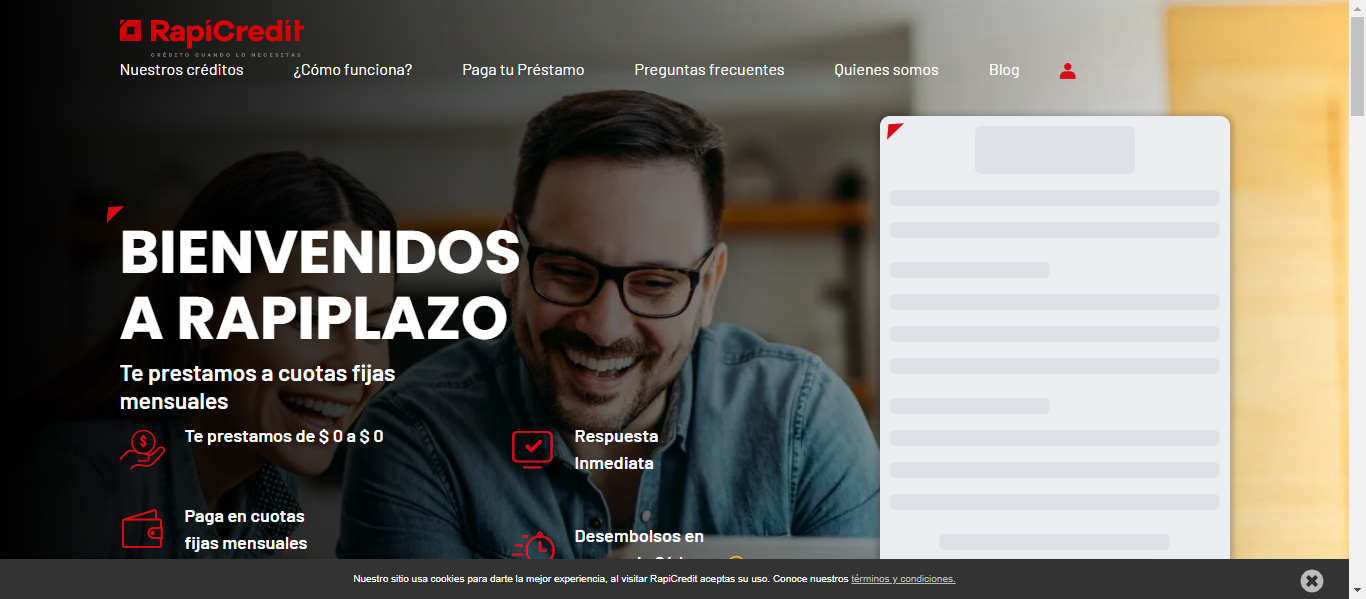 RapiCredit
CRÉDITO CUANDO LO NECESITAS
Nuestros créditos
¿Cómo funciona?
Paga tu Préstamo
Preguntas frecuentes
Quienes somos
Blog
BIENVENIDOS
A RAPIPLAZO
Te prestamos a cuotas fijas
mensuales
Te prestamos de $ 0 a $ 0
Respuesta
Inmediata
Paga en cuotas
fijas mensuales
Desembolsos en
Nuestro sitio usa cookies para darte la mejor experiencia, al visitar RapiCredit aceptas su uso. Conoce nuestros términos y condiciones.